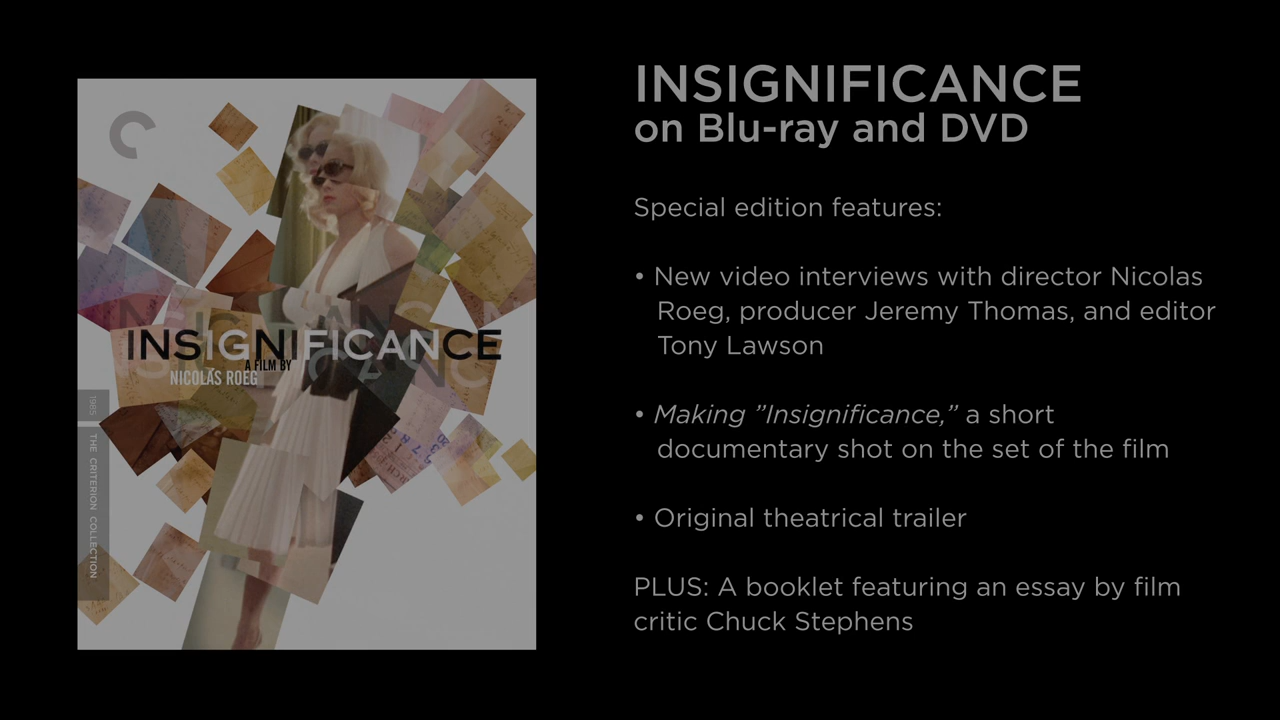 INSIGNIFICANCE
A FILM BY
NICOLAS ROEG
1985
THE CRITERION COLLECTION
INSIGNIFICANCE
on Blu-ray and DVD
Special edition features:
• New video interviews with director Nicolas
Roeg, producer Jeremy Thomas, and editor
Tony Lawson
• Making ”Insignificance,” a short
documentary shot on the set of the film
• Original theatrical trailer
PLUS: A booklet featuring an essay by film
critic Chuck Stephens